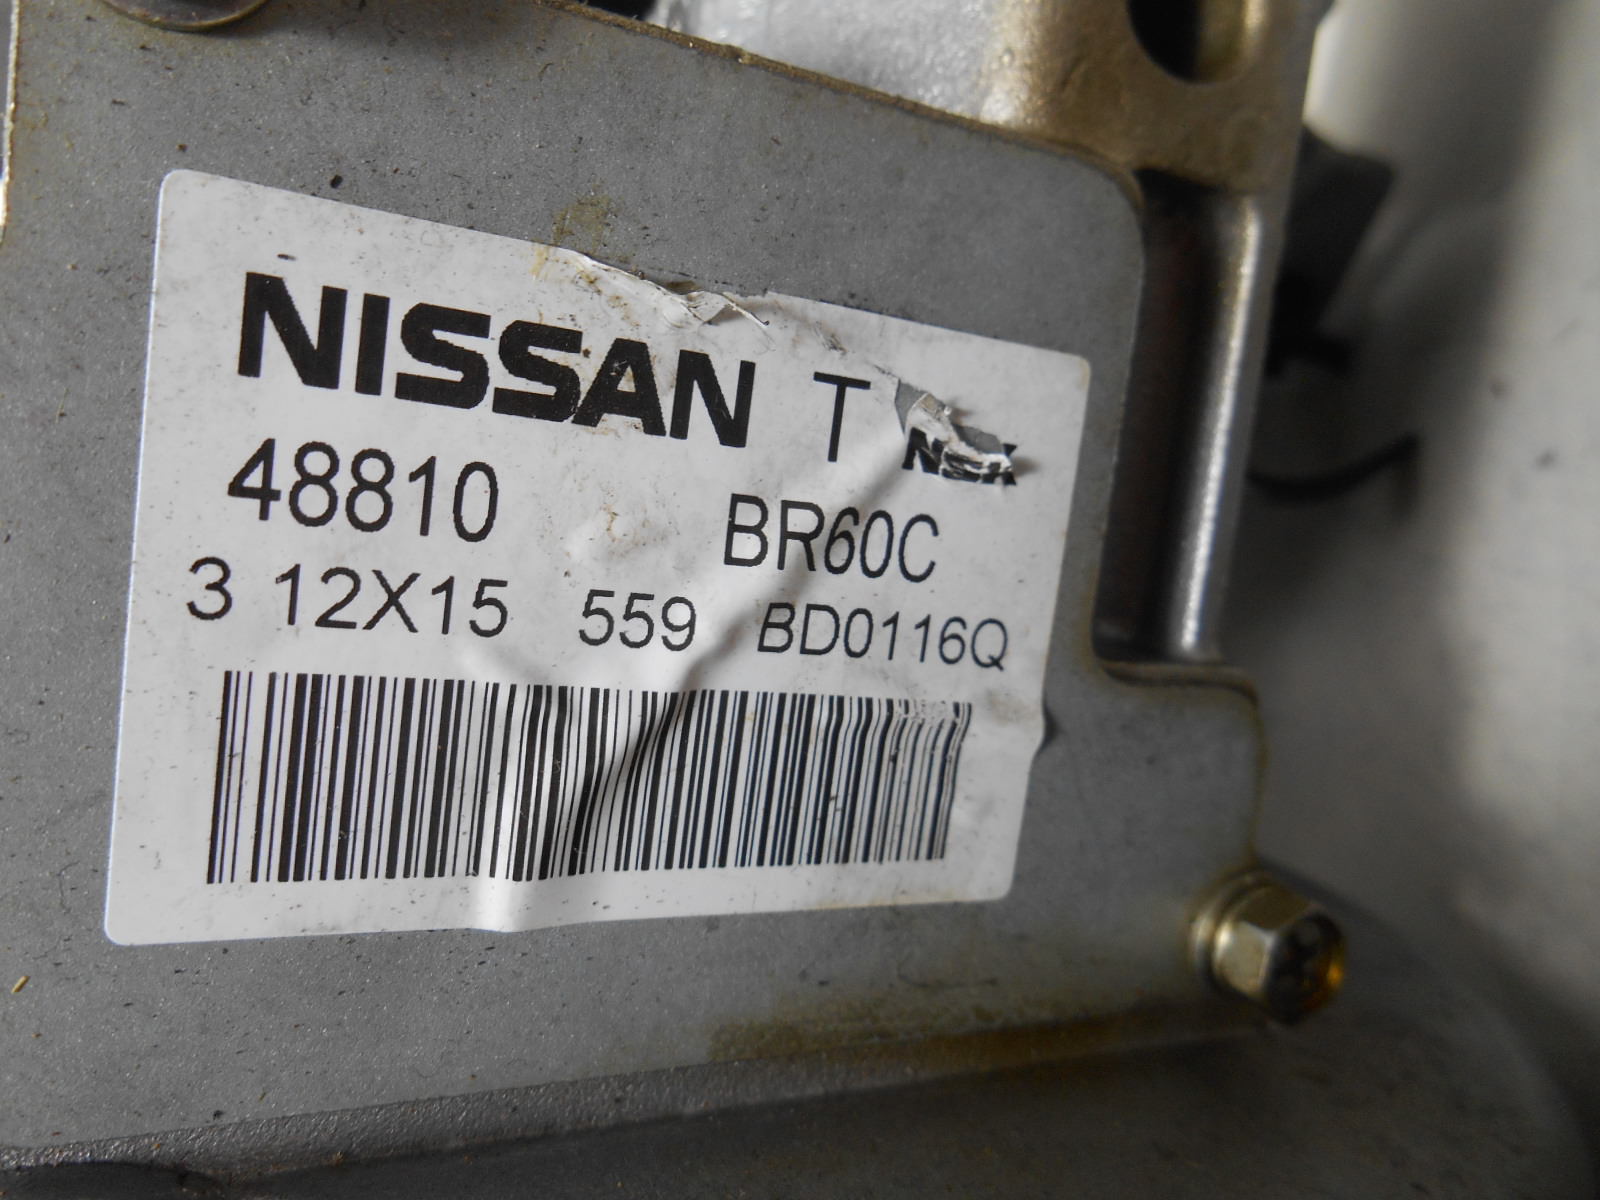 NISSAN T NSK
48810 BR60C
3 12X15 559 BD0116Q